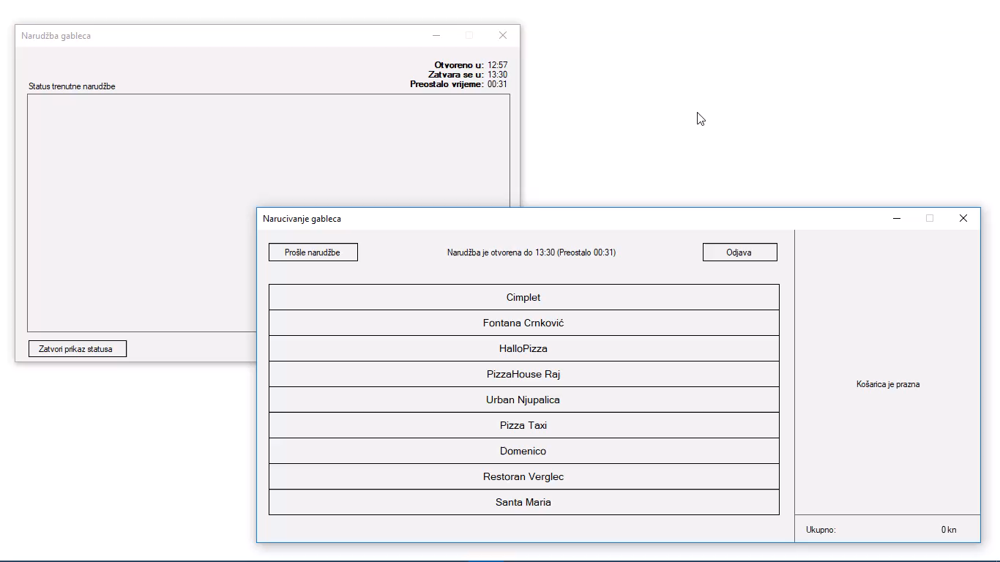 Narudžba gableca
Otvoreno u: 12:57
Zatvara se u: 13:30
Preostalo vrijeme: 00:31
Status trenutne narudžbe
Zatvori prikaz statusa
Narucivanje gableca
Prošle narudžbe
Narudžba je otvorena do 13:30 (Preostalo 00:31)
Odjava
Cimplet
Fontana Crnković
HalloPizza
PizzaHouse Raj
Urban Njupalica
Pizza Taxi
Domenico
Restoran Verglec
Santa Maria
Košarica je prazna
Ukupno: 0 kn